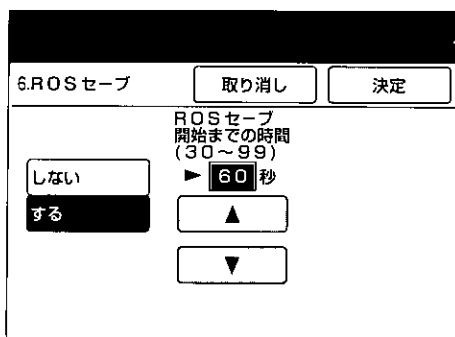 6.ROSセーブ
取り消し
決定
ROSセーブ
開始までの時間
(30～99)
しない
▶ 60 秒
する
▲
▼